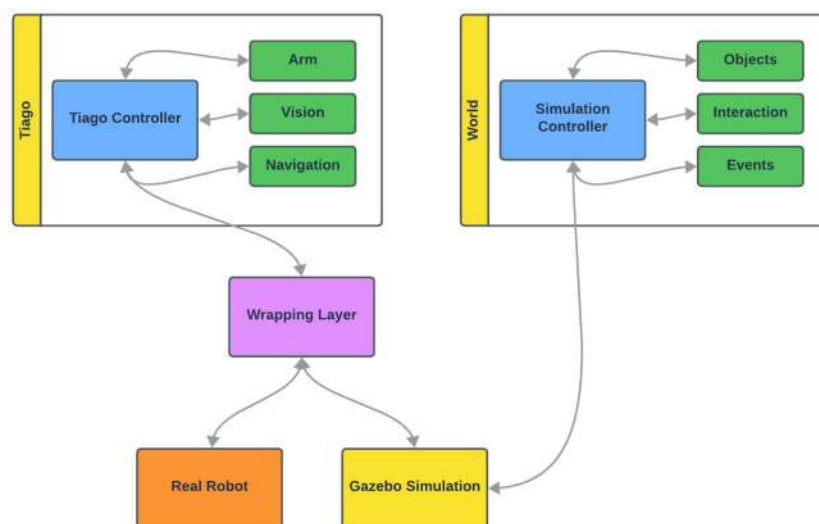 Tiago
Arm
Tiago Controller
Vision
Navigation
World
Objects
Simulation
Controller
Interaction
Events
Wrapping Layer
Real Robot
Gazebo Simulation